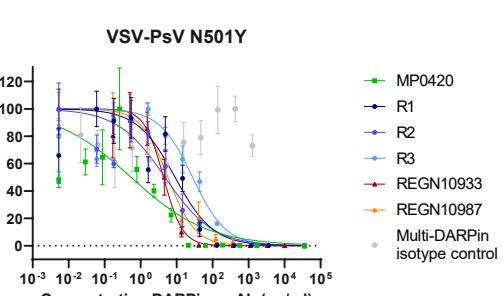 VSV-PsV N501Y
120
100
80
60
40
20
0
10-3 10-2 10-1 100 101 102 103 104 105
MP0420
R1
R2
R3
REGN10933
REGN10987
Multi-DARPin
isotype control